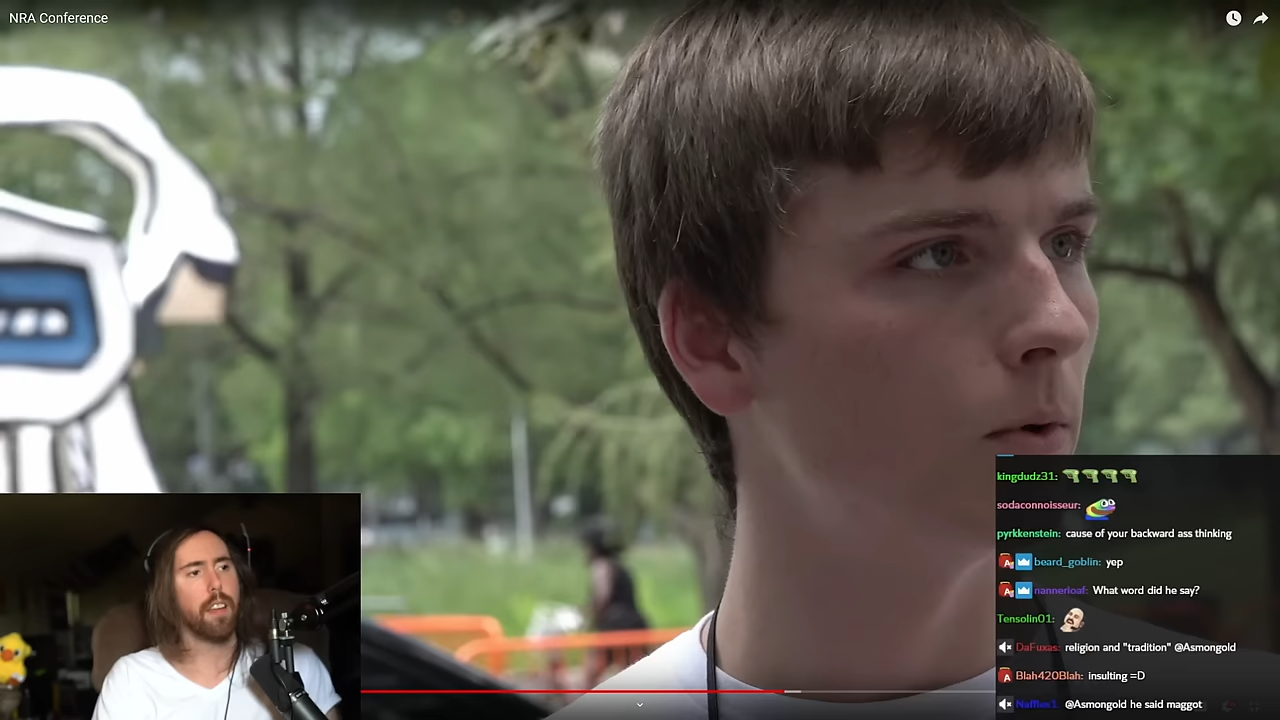 NRA Conference
kingdudz31:
sodaconnoisseur:
pyrkkenstein: cause of your backward ass thinking
beard_goblin: yep
nannerloaf: What word did he say?
Tensolin01:
DaFuxas: religion and "tradition" @Asmongold
Blah420Blah: insulting =D
Naffles1: @Asmongold he said maggot